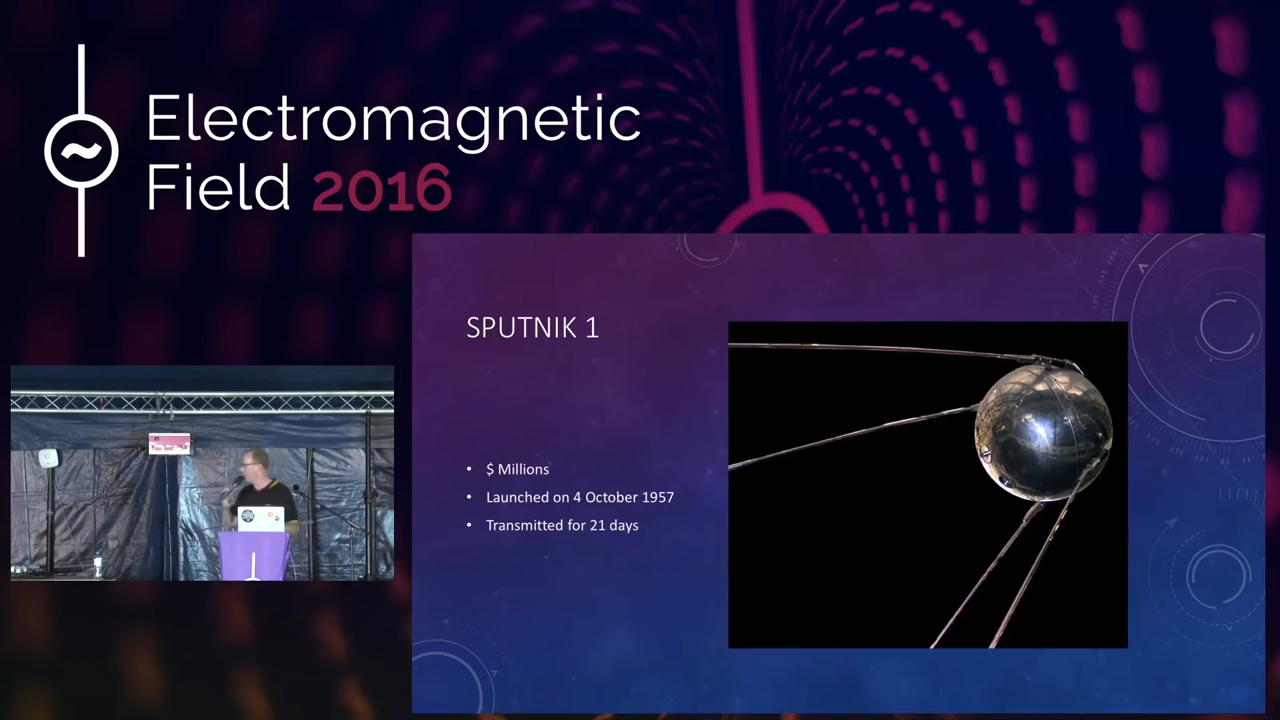 Electromagnetic
Field 2016
SPUTNIK 1
• $ Millions
• Launched on 4 October 1957
• Transmitted for 21 days